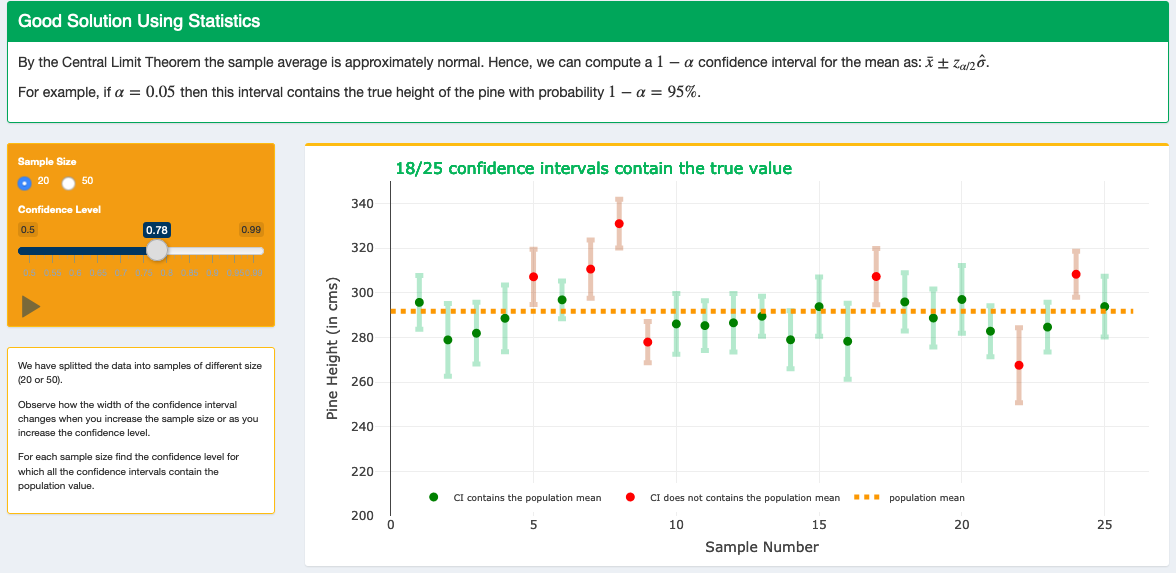 Good Solution Using Statistics
By the Central Limit Theorem the sample average is approximately normal. Hence, we can compute a 1 − α confidence interval for the mean as: x̄ ± z_{α/2}σ̂.
For example, if α = 0.05 then this interval contains the true height of the pine with probability 1 − α = 95%.
Sample Size
20 50
Confidence Level
0.5 0.78 0.99
We have splitted the data into samples of different size
(20 or 50).
Observe how the width of the confidence interval
changes when you increase the sample size or as you
increase the confidence level.
For each sample size find the confidence level for
which all the confidence intervals contain the
population value.
18/25 confidence intervals contain the true value
Pine Height (in cms)
340
320
300
280
260
240
220
200
CI contains the population mean CI does not contains the population mean population mean
0 5 10 15 20 25
Sample Number